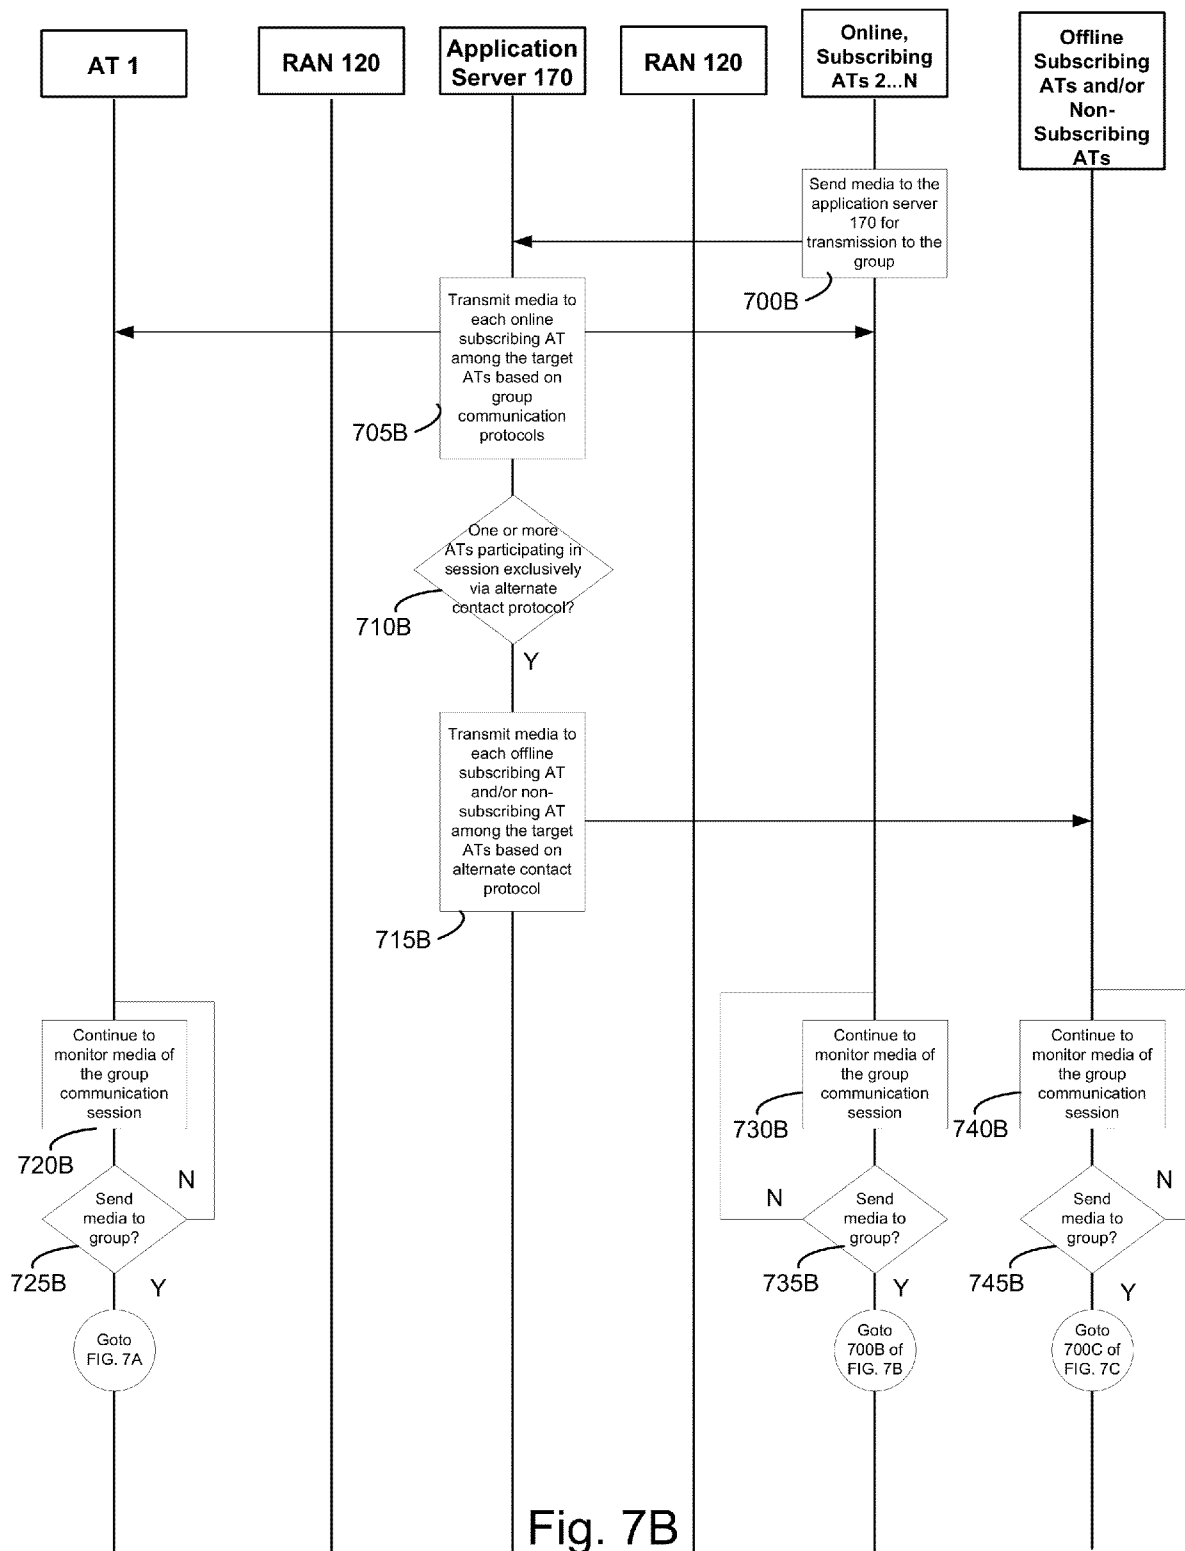 AT 1
RAN 120
Application
Server 170
RAN 120
Online,
Subscribing
ATs 2...N
Offline
Subscribing
ATs and/or
Non-
Subscribing
ATs
Send media to the
application server
170 for
transmission to the
group
700B
Transmit media to
each online
subscribing AT
among the target
ATs based on
group
communication
protocols
705B
One or more
ATs participating in
session exclusively
via alternate
contact protocol?
710B
Y
Transmit media to
each offline
subscribing AT
and/or non-
subscribing AT
among the target
ATs based on
alternate contact
protocol
715B
Continue to
monitor media of
the group
communication
session
720B
Send
media to
group?
N
725B
Y
Goto
FIG. 7A
Continue to
monitor media of
the group
communication
session
730B
N
Send
media to
group?
735B
Y
Goto
700B of
FIG. 7B
Continue to
monitor media of
the group
communication
session
740B
N
Send
media to
group?
745B
Y
Goto
700C of
FIG. 7C
Fig. 7B